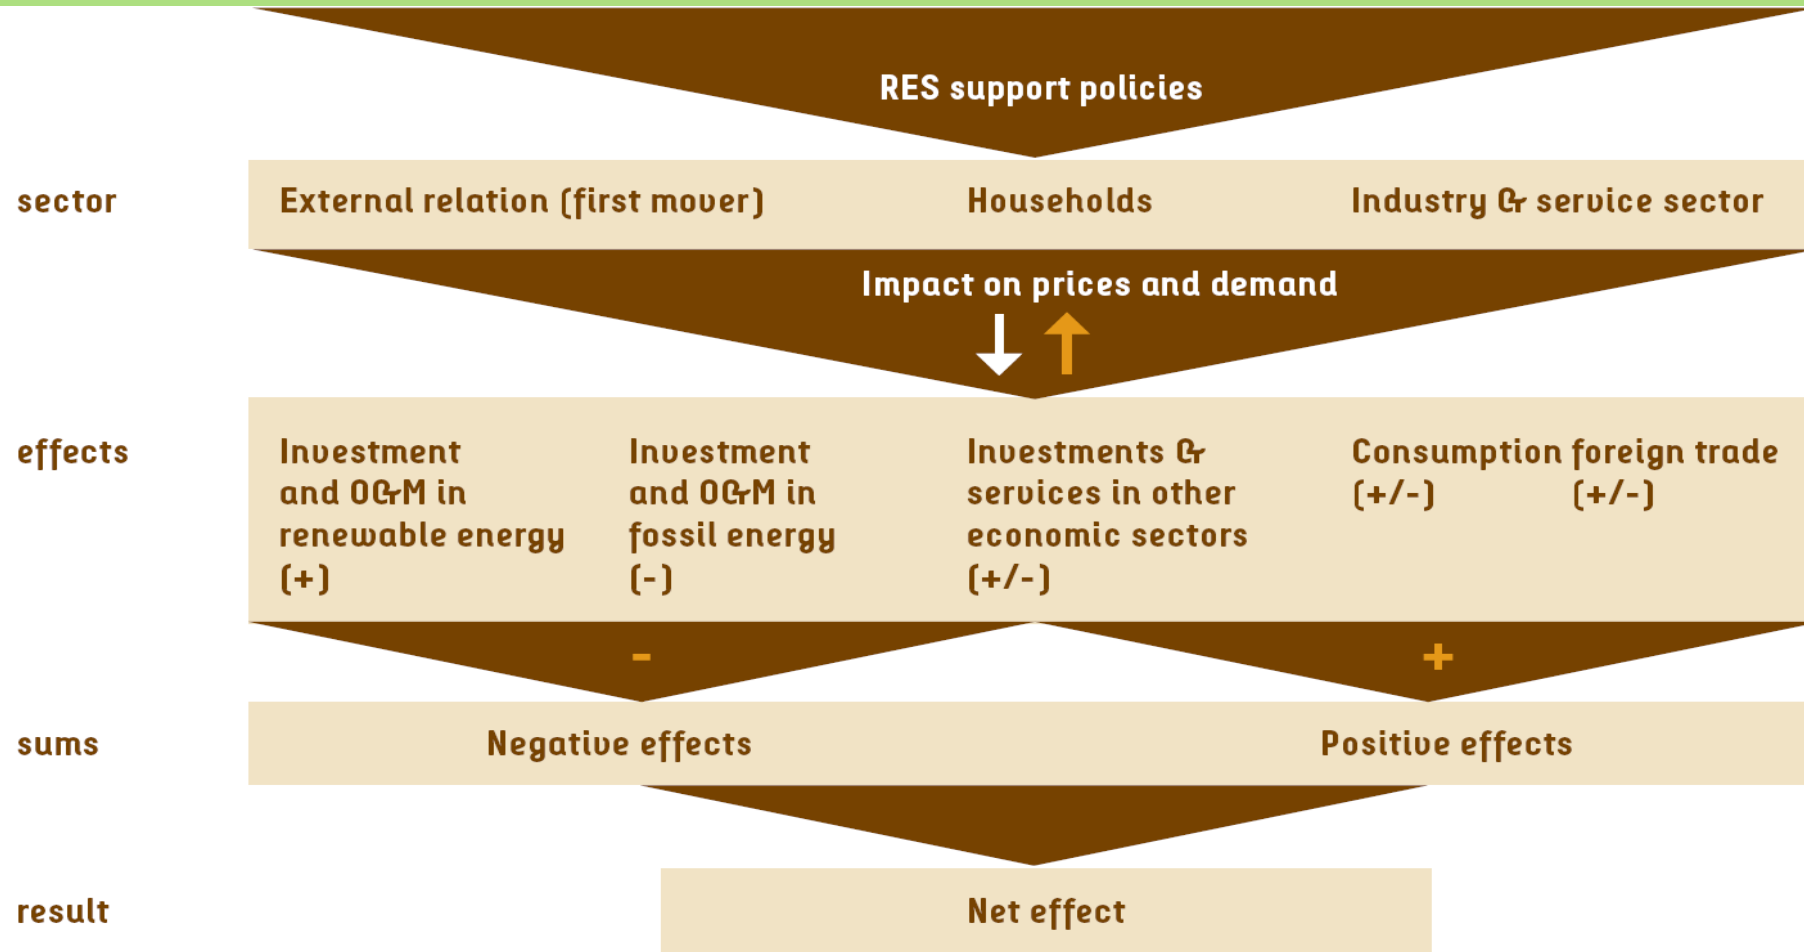 RES support policies
sector
External relation (first mover)
Households
Industry & service sector
Impact on prices and demand
effects
Investment
and O&M in
renewable energy
(+)
Investment
and O&M in
fossil energy
(-)
Investments &
services in other
economic sectors
(+/-)
Consumption foreign trade
(+/-) (+/-)
-
+
sums
Negative effects
Positive effects
result
Net effect